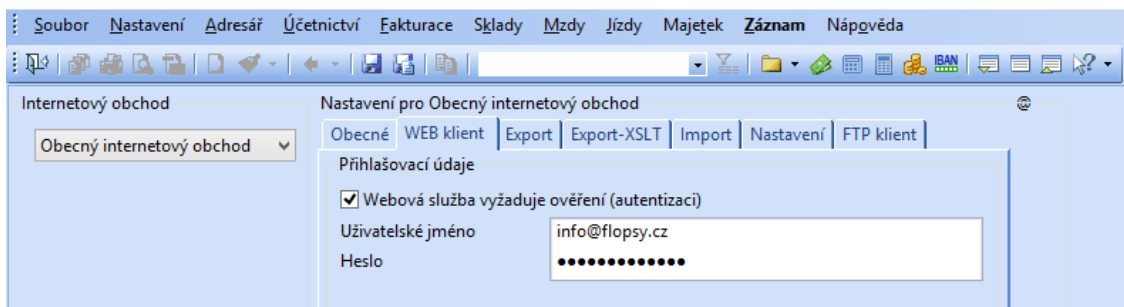 Soubor Nastavení Adresář Účetnictví Fakturace Sklady Mzdy Jízdy Majetek Záznam Nápověda
IBAN
Internetový obchod
Nastavení pro Obecný internetový obchod @
Obecný internetový obchod
Obecné WEB klient Export Export-XSLT Import Nastavení FTP klient
Přihlašovací údaje
Webová služba vyžaduje ověření (autentizaci)
Uživatelské jméno info@flopsy.cz
Heslo •••••••••••••